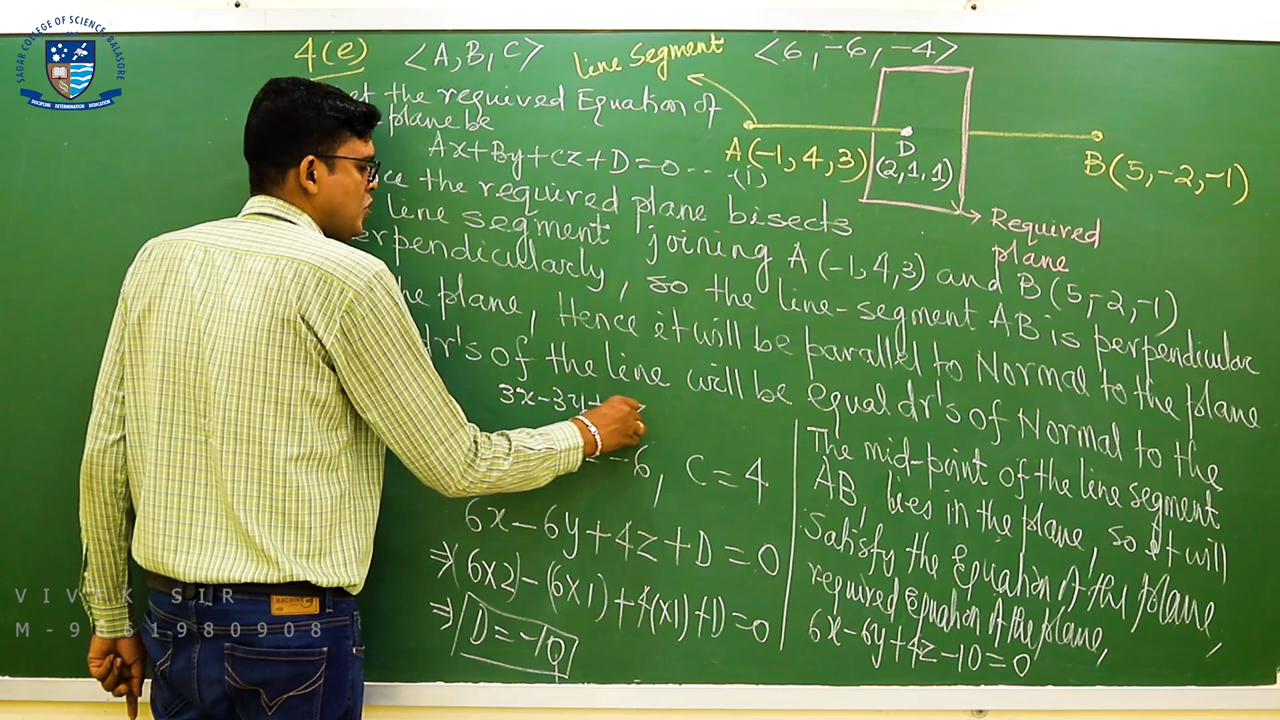 SAGAR COLLEGE OF SCIENCE, BALASORE
DISCIPLINE DETERMINATION DEDICATION
4(e) <A, B, C> line Segment <6, -6, -4>
the required Equation of
plane be
Ax+By+Cz+D=0...(i)
A(-1,4,3)
D
(2,1,1)
B(5,-2,-1)
Required
plane
the required plane bisects
line segment joining A(-1,4,3) and B(5,-2,-1)
perpendicularly, so the line-segment AB is perpendicular
plane, Hence it will be parallel to Normal to the plane
dr's of the line will be equal dr's of Normal to the
3x-3y+
-6, C=4
6x-6y+4z+D=0
⇒(6x2)-(6x1)+4(x1)+D=0
⇒ D=-10
The mid-point of the line segment
AB, lies in the plane, so it will
Satisfy the Equation of the plane,
required Equation of the plane,
6x-6y+4z-10=0
VIVEK SIR
MACHINE